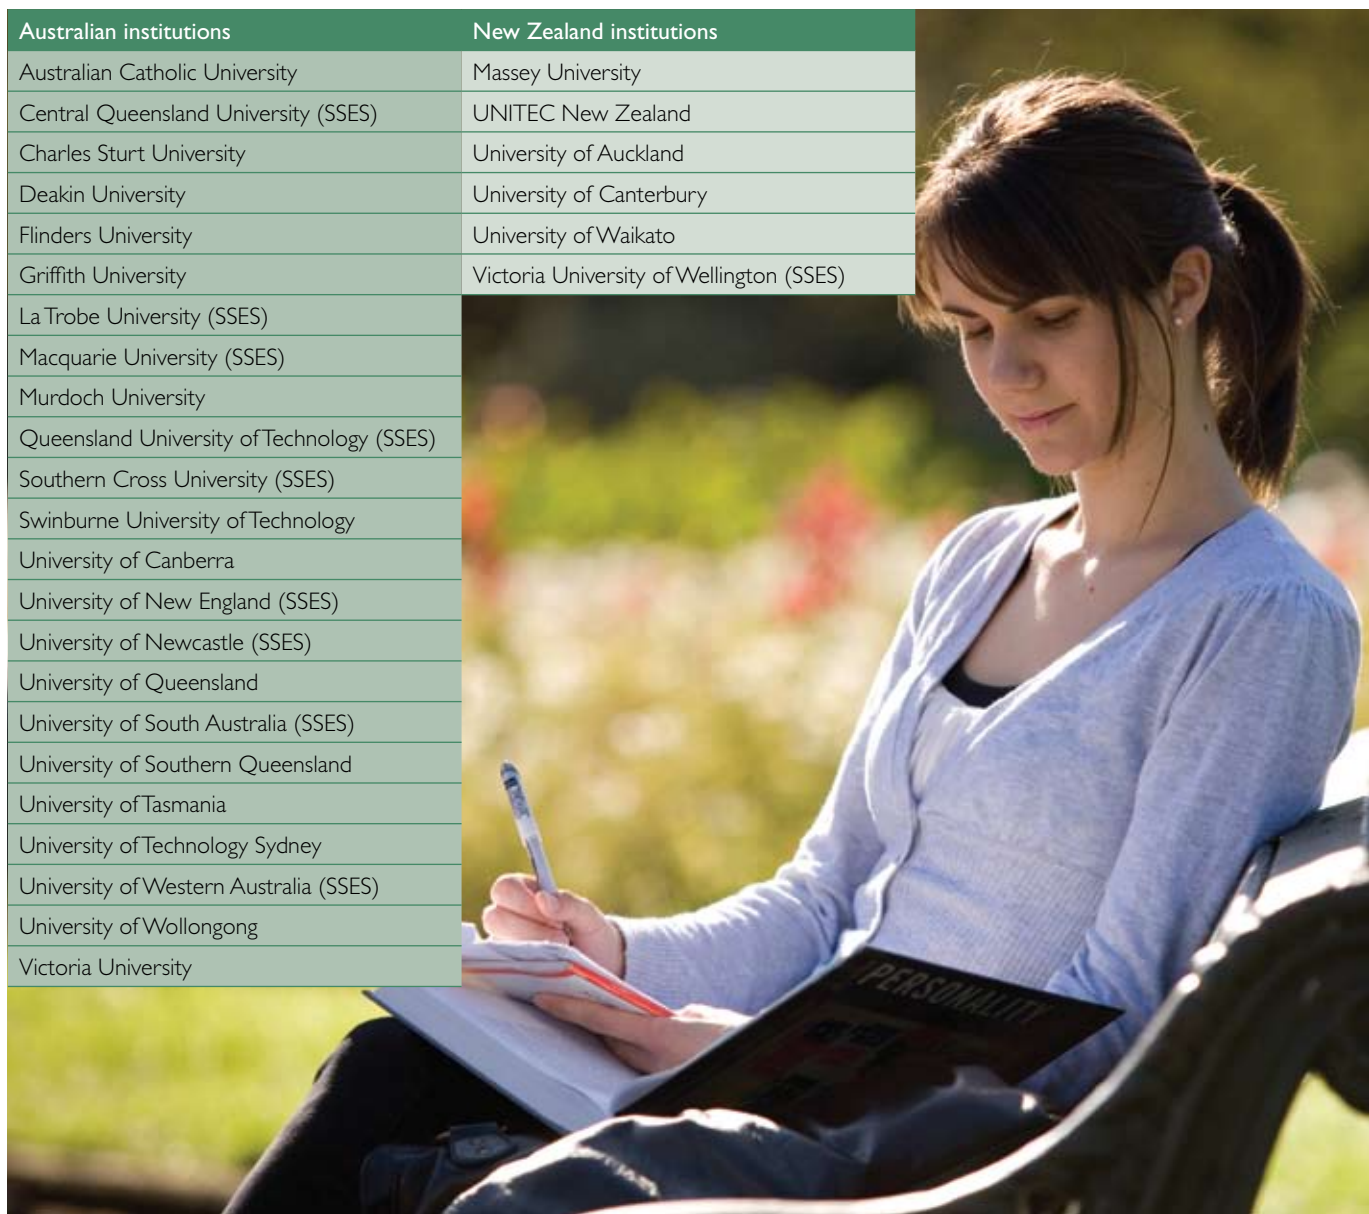 Australian institutions
Australian Catholic University
Central Queensland University (SSES)
Charles Sturt University
Deakin University
Flinders University
Griffith University
La Trobe University (SSES)
Macquarie University (SSES)
Murdoch University
Queensland University of Technology (SSES)
Southern Cross University (SSES)
Swinburne University of Technology
University of Canberra
University of New England (SSES)
University of Newcastle (SSES)
University of Queensland
University of South Australia (SSES)
University of Southern Queensland
University of Tasmania
University of Technology Sydney
University of Western Australia (SSES)
University of Wollongong
Victoria University
New Zealand institutions
Massey University
UNITEC New Zealand
University of Auckland
University of Canterbury
University of Waikato
Victoria University of Wellington (SSES)
PERSONALITY